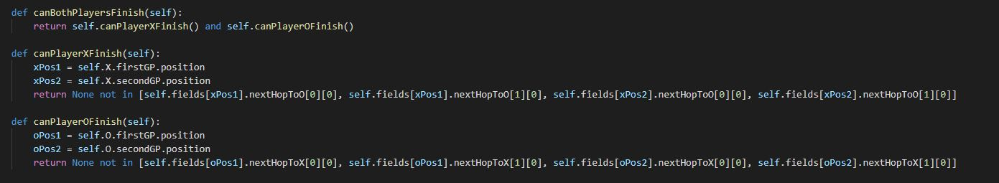 def canBothPlayersFinish(self):
    return self.canPlayerXFinish() and self.canPlayerOFinish()

def canPlayerXFinish(self):
    xPos1 = self.X.firstGP.position
    xPos2 = self.X.secondGP.position
    return None not in [self.fields[xPos1].nextHopToO[0][0], self.fields[xPos1].nextHopToO[1][0], self.fields[xPos2].nextHopToO[0][0], self.fields[xPos2].nextHopToO[1][0]]

def canPlayerOFinish(self):
    oPos1 = self.O.firstGP.position
    oPos2 = self.O.secondGP.position
    return None not in [self.fields[oPos1].nextHopToX[0][0], self.fields[oPos1].nextHopToX[1][0], self.fields[oPos2].nextHopToX[0][0], self.fields[oPos2].nextHopToX[1][0]]